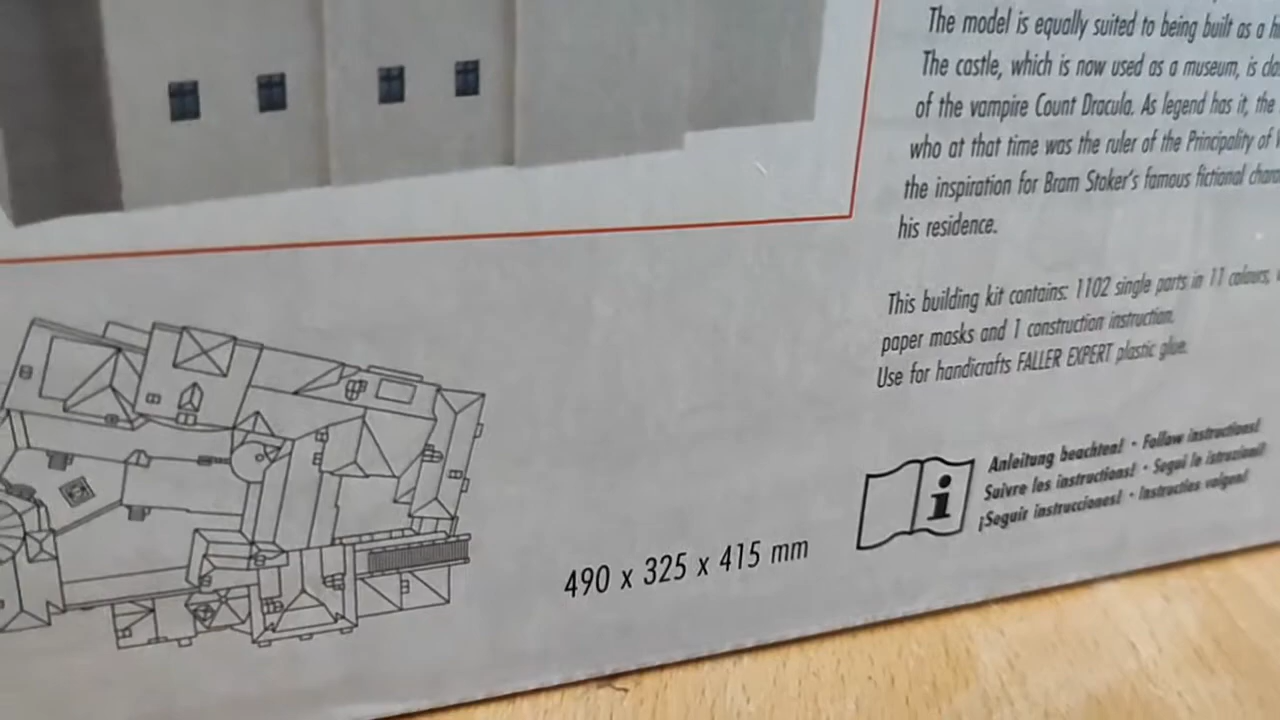 The model is equally suited to being built as a
The castle, which is now used as a museum, is
of the vampire Count Dracula. As legend has it, the
who at that time was the ruler of the Principality of
the inspiration for Bram Stoker's famous fictional
his residence.
This building kit contains: 1102 single parts in 11 colours,
paper masks and 1 construction instruction.
Use for handicrafts FALLER EXPERT plastic glue.
Anleitung beachten! · Follow instructions!
Suivre les instructions! · Segui le istruzioni!
¡Seguir instrucciones! · Instructies volgen!
490 x 325 x 415 mm